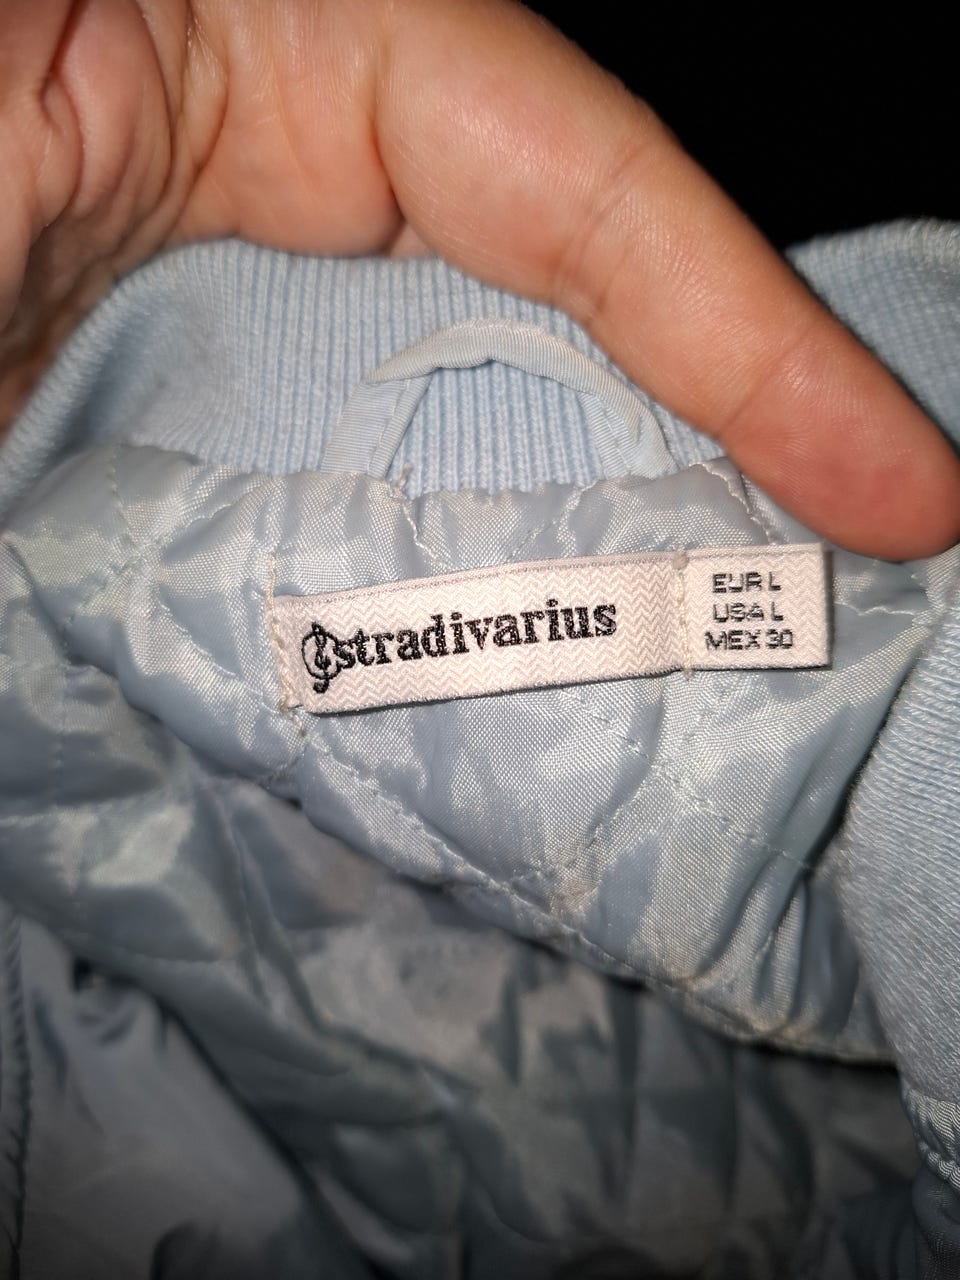 stradivarius
EUR L
USA L
MEX 30